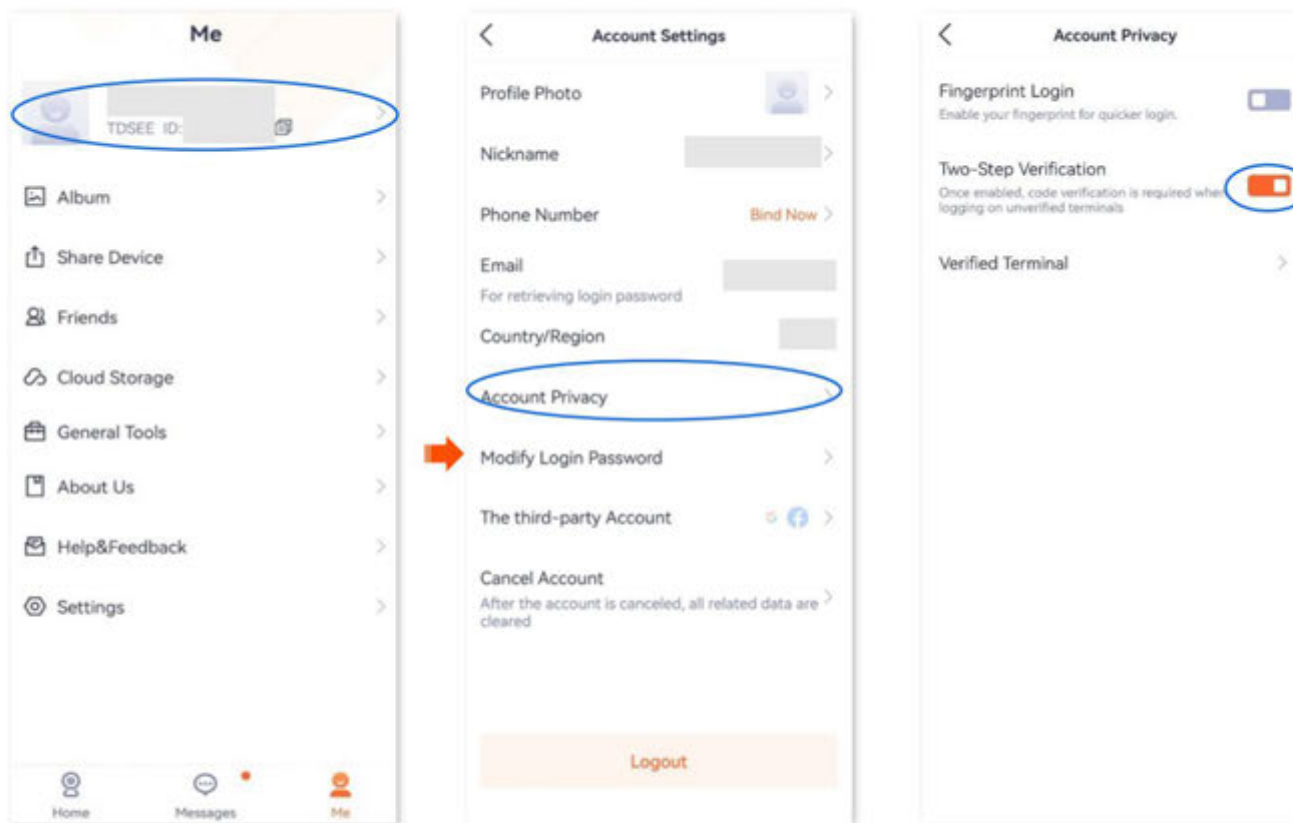 Me
TDSEE ID:
Album
Share Device
Friends
Cloud Storage
General Tools
About Us
Help&Feedback
Settings
Home
Messages
Me
Account Settings
Profile Photo
Nickname
Phone Number
Bind Now
Email
For retrieving login password
Country/Region
Account Privacy
Modify Login Password
The third-party Account
Cancel Account
After the account is canceled, all related data are
cleared
Logout
Account Privacy
Fingerprint Login
Enable your fingerprint for quicker login.
Two-Step Verification
Once enabled, code verification is required when
logging on unverified terminals
Verified Terminal